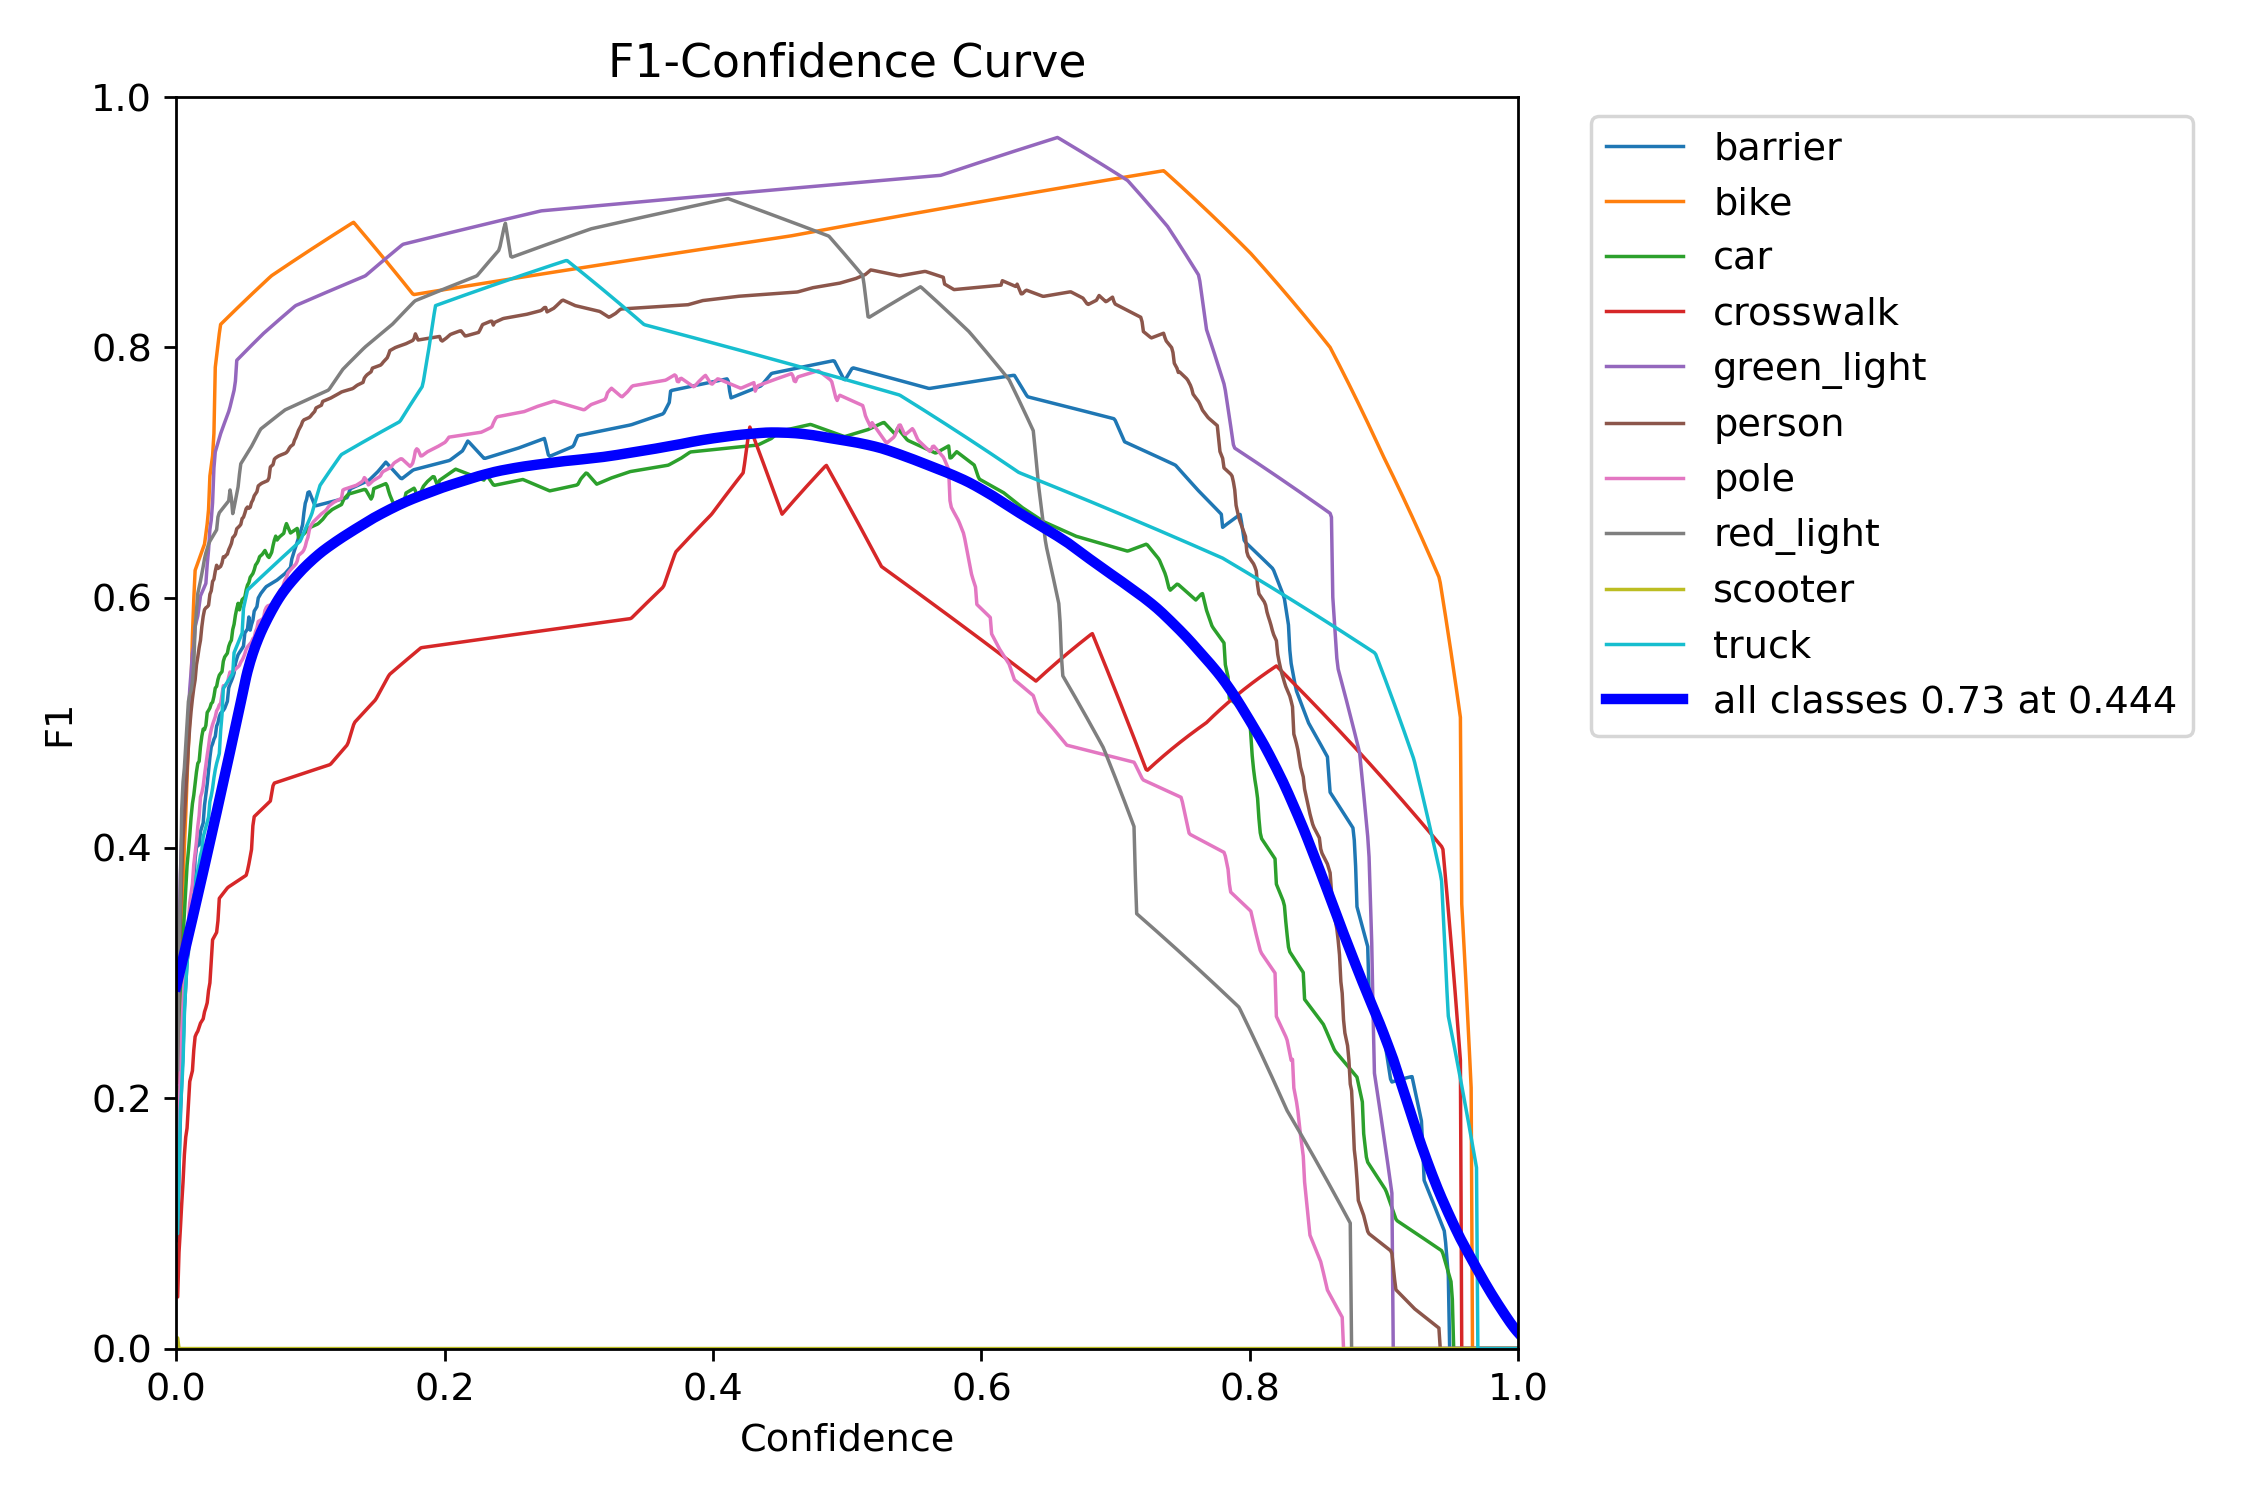 F1-Confidence Curve
1.0
0.8
0.6
0.4
0.2
0.0
F1
0.0 0.2 0.4 0.6 0.8 1.0
Confidence
barrier
bike
car
crosswalk
green_light
person
pole
red_light
scooter
truck
all classes 0.73 at 0.444